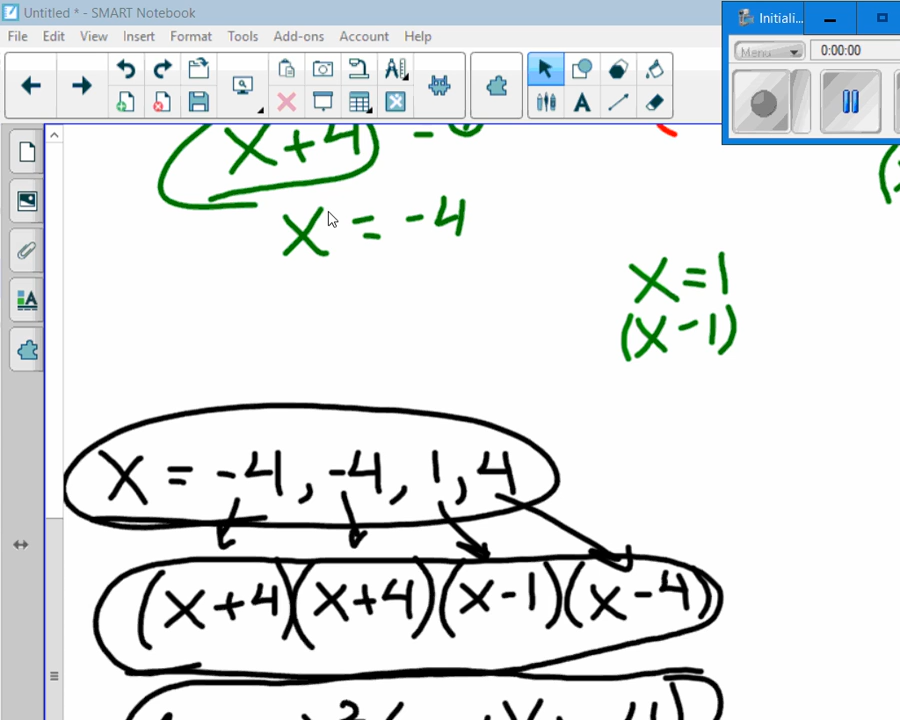 Untitled * - SMART Notebook
Initiali...
File Edit View Insert Format Tools Add-ons Account Help
Menu
0:00:00
(x+4)
x = -4
x=1
(x-1)
x = -4, -4, 1, 4
(x+4)(x+4)(x-1)(x-4)